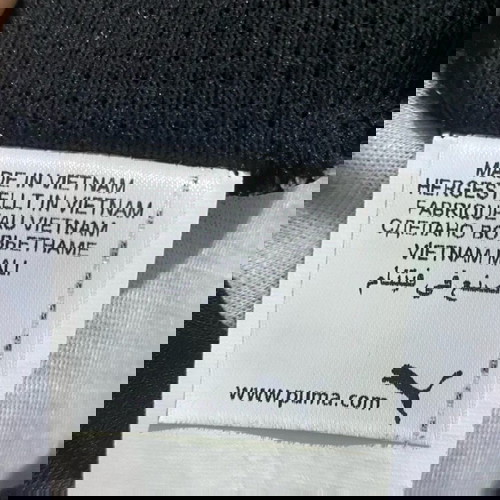 MADE IN VIETNAM
HERGESTELLT IN VIETNAM
FABRIQUE AU VIETNAM
СДЕЛАНО ВО ВЬЕТНАМЕ
VIETNAM MALI
صنع في فيتنام
www.puma.com